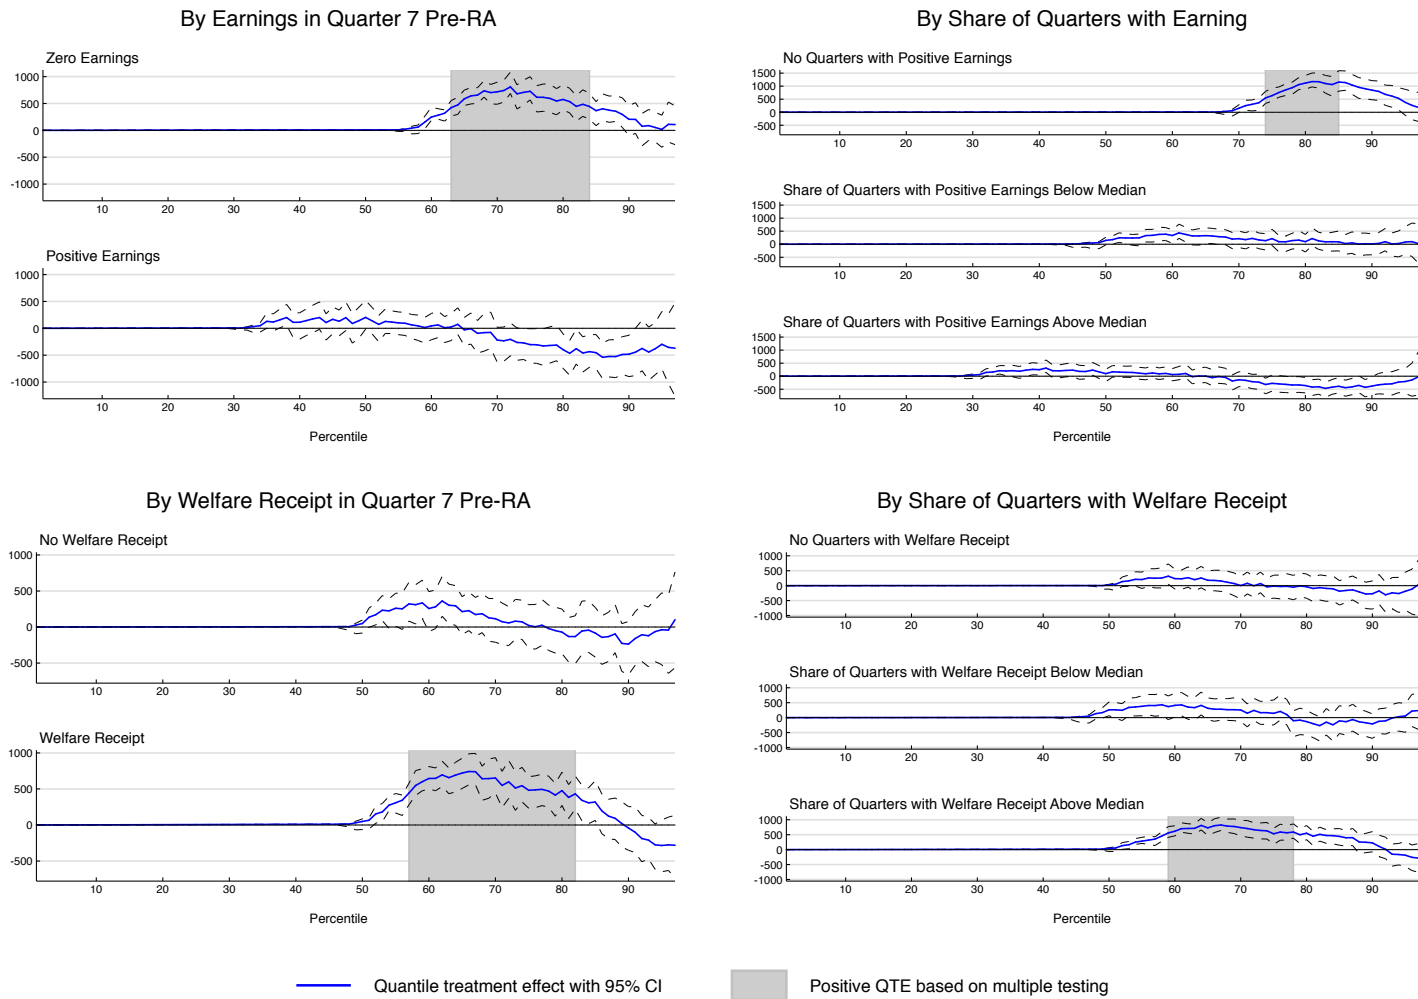 By Earnings in Quarter 7 Pre-RA
Zero Earnings
1000
500
0
-500
-1000
10 20 30 40 50 60 70 80 90
Positive Earnings
1000
500
0
-500
-1000
10 20 30 40 50 60 70 80 90
Percentile
By Share of Quarters with Earning
No Quarters with Positive Earnings
1500
1000
500
0
-500
10 20 30 40 50 60 70 80 90
Share of Quarters with Positive Earnings Below Median
1500
1000
500
0
-500
10 20 30 40 50 60 70 80 90
Share of Quarters with Positive Earnings Above Median
1500
1000
500
0
-500
10 20 30 40 50 60 70 80 90
Percentile
By Welfare Receipt in Quarter 7 Pre-RA
No Welfare Receipt
1000
500
0
-500
10 20 30 40 50 60 70 80 90
Welfare Receipt
1000
500
0
-500
10 20 30 40 50 60 70 80 90
Percentile
By Share of Quarters with Welfare Receipt
No Quarters with Welfare Receipt
1000
500
0
-500
-1000
10 20 30 40 50 60 70 80 90
Share of Quarters with Welfare Receipt Below Median
1000
500
0
-500
-1000
10 20 30 40 50 60 70 80 90
Share of Quarters with Welfare Receipt Above Median
1000
500
0
-500
-1000
10 20 30 40 50 60 70 80 90
Percentile
Quantile treatment effect with 95% CI
Positive QTE based on multiple testing